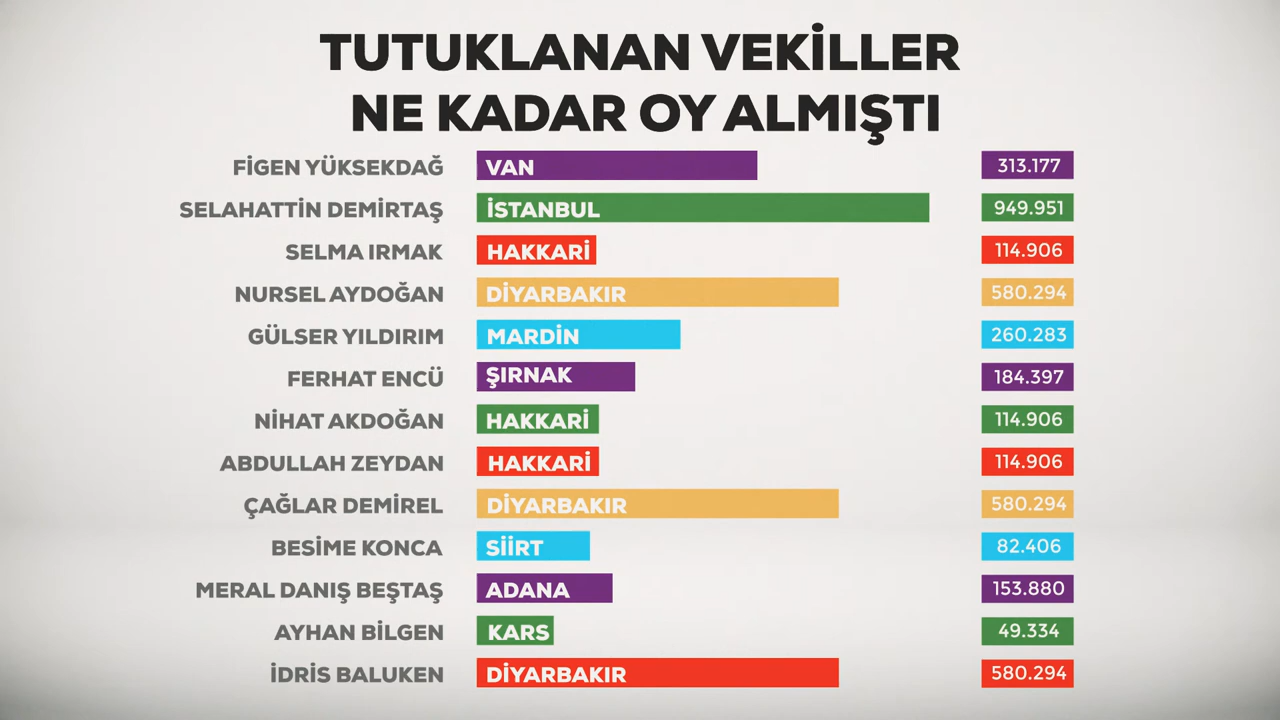 TUTUKLANAN VEKİLLER
NE KADAR OY ALMIŞTI
FİGEN YÜKSEKDAĞ VAN 313.177
SELAHATTİN DEMİRTAŞ İSTANBUL 949.951
SELMA IRMAK HAKKARİ 114.906
NURSEL AYDOĞAN DİYARBAKIR 580.294
GÜLSER YILDIRIM MARDİN 260.283
FERHAT ENCÜ ŞIRNAK 184.397
NİHAT AKDOĞAN HAKKARİ 114.906
ABDULLAH ZEYDAN HAKKARİ 114.906
ÇAĞLAR DEMİREL DİYARBAKIR 580.294
BESİME KONCA SİİRT 82.406
MERAL DANIŞ BEŞTAŞ ADANA 153.880
AYHAN BİLGEN KARS 49.334
İDRİS BALUKEN DİYARBAKIR 580.294